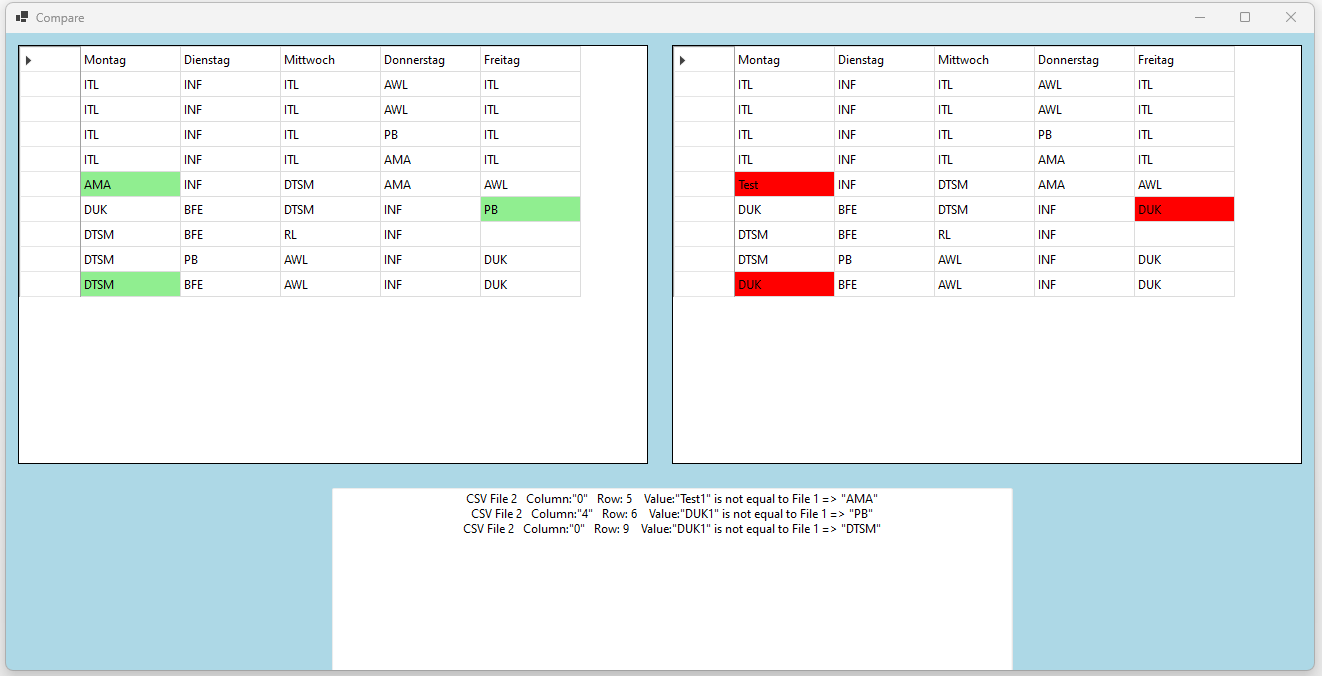 Compare
Montag Dienstag Mittwoch Donnerstag Freitag
ITL INF ITL AWL ITL
ITL INF ITL AWL ITL
ITL INF ITL PB ITL
ITL INF ITL AMA ITL
AMA INF DTSM AMA AWL
DUK BFE DTSM INF PB
DTSM BFE RL INF
DTSM PB AWL INF DUK
DTSM BFE AWL INF DUK
Montag Dienstag Mittwoch Donnerstag Freitag
ITL INF ITL AWL ITL
ITL INF ITL AWL ITL
ITL INF ITL PB ITL
ITL INF ITL AMA ITL
Test INF DTSM AMA AWL
DUK BFE DTSM INF DUK
DTSM BFE RL INF
DTSM PB AWL INF DUK
DUK BFE AWL INF DUK
CSV File 2 Column:"0" Row: 5 Value:"Test1" is not equal to File 1 => "AMA"
CSV File 2 Column:"4" Row: 6 Value:"DUK1" is not equal to File 1 => "PB"
CSV File 2 Column:"0" Row: 9 Value:"DUK1" is not equal to File 1 => "DTSM"